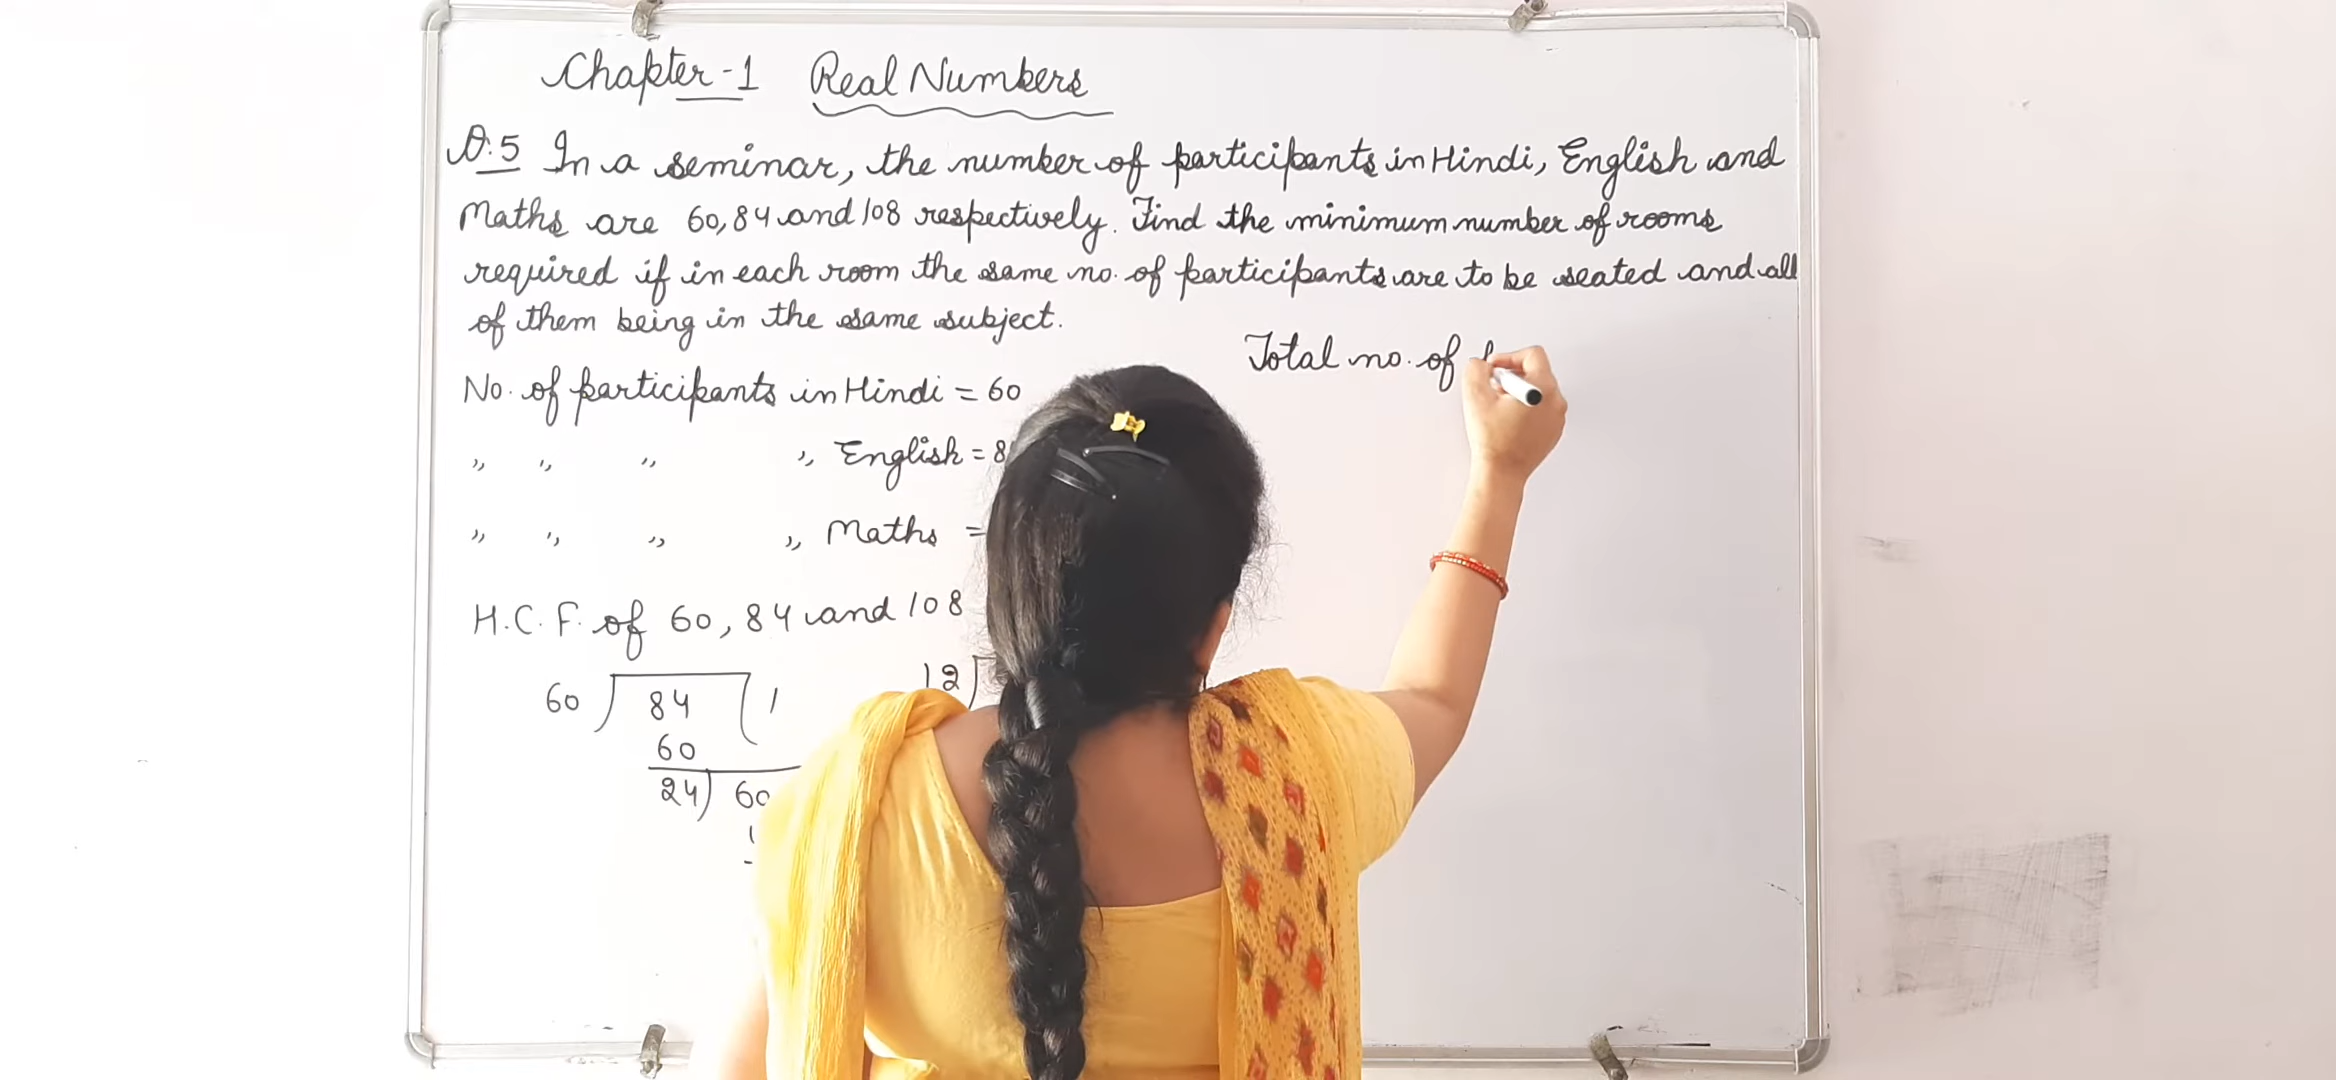 Chapter-1 Real Numbers
Q.5 In a seminar, the number of participants in Hindi, English and
Maths are 60, 84 and 108 respectively. Find the minimum number of rooms
required if in each room the same no. of participants are to be seated and all
of them being in the same subject.
Total no. of
No. of participants in Hindi = 60
,, ,, ,, ,, English = 8
,, ,, ,, ,, Maths =
H.C.F. of 60, 84 and 108
60 ) 84 ( 1
60
24 ) 60
12